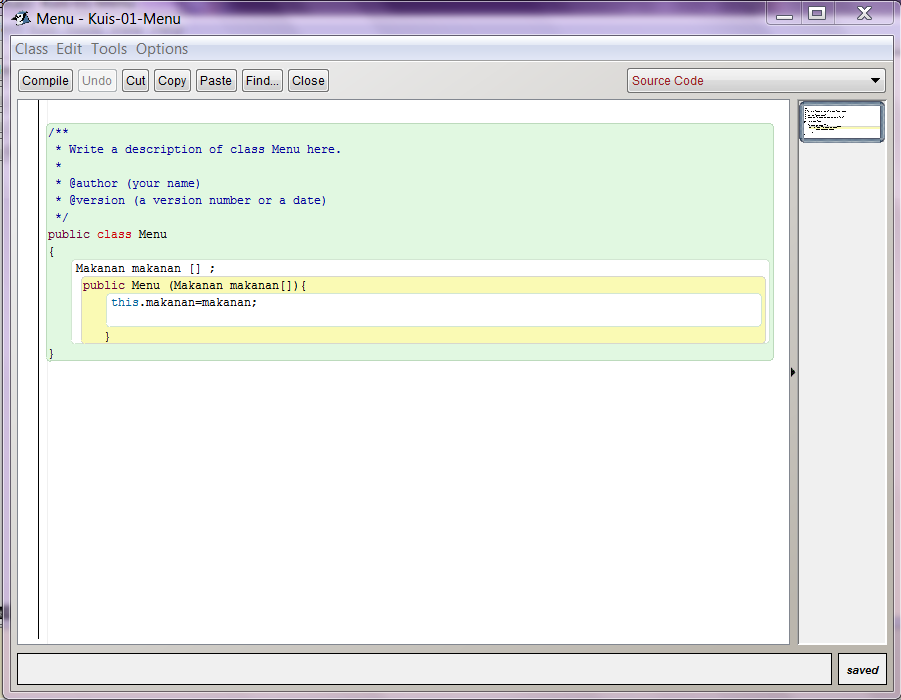 Menu - Kuis-01-Menu
Class Edit Tools Options
Compile Undo Cut Copy Paste Find... Close Source Code
/**
 * Write a description of class Menu here.
 *
 * @author (your name)
 * @version (a version number or a date)
 */
public class Menu
{
    Makanan makanan [] ;
     public Menu (Makanan makanan[]){
         this.makanan=makanan;
        }
}
saved